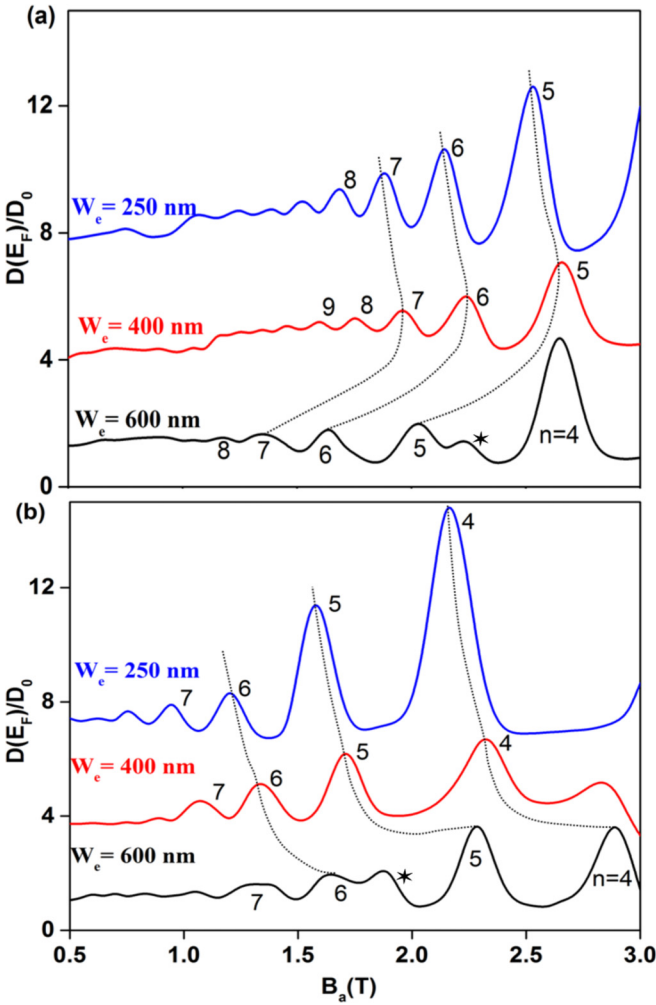 (a)
12
D(E_F)/D_0
8
4
0
W_e = 250 nm
8
7
6
5
W_e = 400 nm
9
8
7
6
5
W_e = 600 nm
8
7
6
5
✶
n=4
(b)
12
D(E_F)/D_0
8
4
0
W_e = 250 nm
7
6
5
4
W_e = 400 nm
7
6
5
4
W_e = 600 nm
7
6
✶
5
n=4
0.5 1.0 1.5 2.0 2.5 3.0
B_a(T)